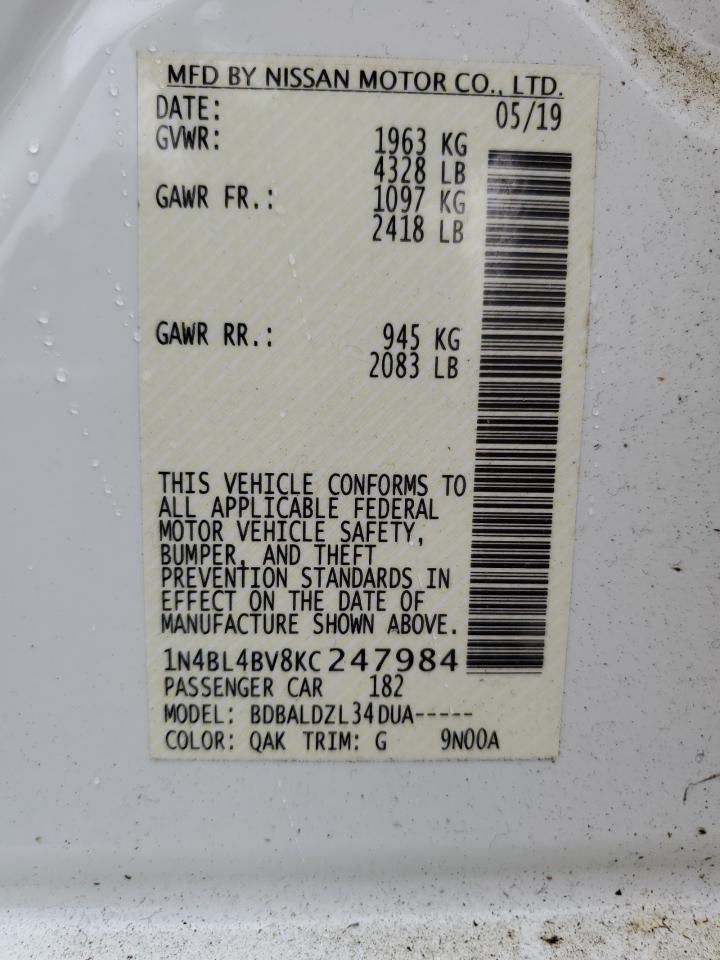 MFD BY NISSAN MOTOR CO., LTD.
DATE: 05/19
GVWR: 1963 KG
4328 LB
GAWR FR.: 1097 KG
2418 LB
GAWR RR.: 945 KG
2083 LB
THIS VEHICLE CONFORMS TO
ALL APPLICABLE FEDERAL
MOTOR VEHICLE SAFETY,
BUMPER, AND THEFT
PREVENTION STANDARDS IN
EFFECT ON THE DATE OF
MANUFACTURE SHOWN ABOVE.
1N4BL4BV8KC247984
PASSENGER CAR 182
MODEL: BDBALDZL34DUA-----
COLOR: QAK TRIM: G 9N00A